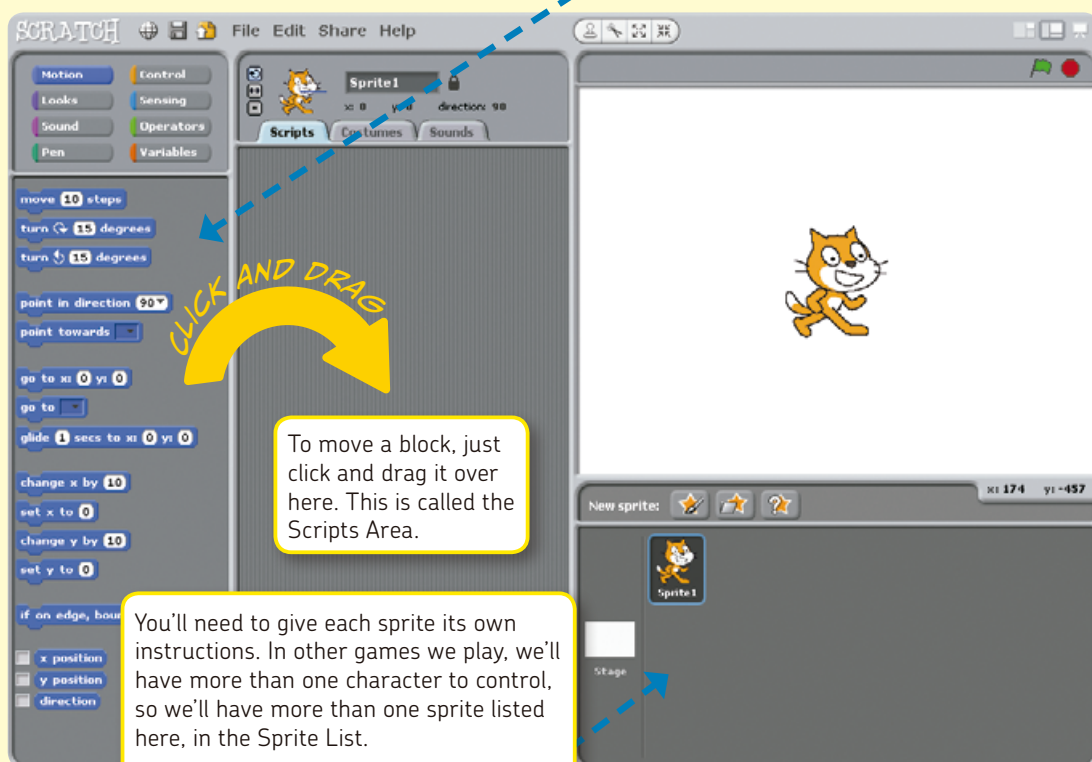 SCRATCH File Edit Share Help
Motion Control
Looks Sensing
Sound Operators
Pen Variables
Sprite1
x: 0 y: 0 direction: 90
Scripts Costumes Sounds
move 10 steps
turn 15 degrees
turn 15 degrees
point in direction 90
point towards
go to x: 0 y: 0
go to
glide 1 secs to x: 0 y: 0
change x by 10
set x to 0
change y by 10
set y to 0
if on edge, bou
x position
y position
direction
CLICK AND DRAG
To move a block, just
click and drag it over
here. This is called the
Scripts Area.
You'll need to give each sprite its own
instructions. In other games we play, we'll
have more than one character to control,
so we'll have more than one sprite listed
here, in the Sprite List.
x: 174 y: -457
New sprite:
Sprite1
Stage